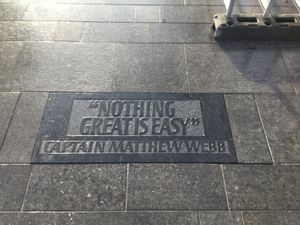 "NOTHING
GREAT IS EASY"
CAPTAIN MATTHEW WEBB